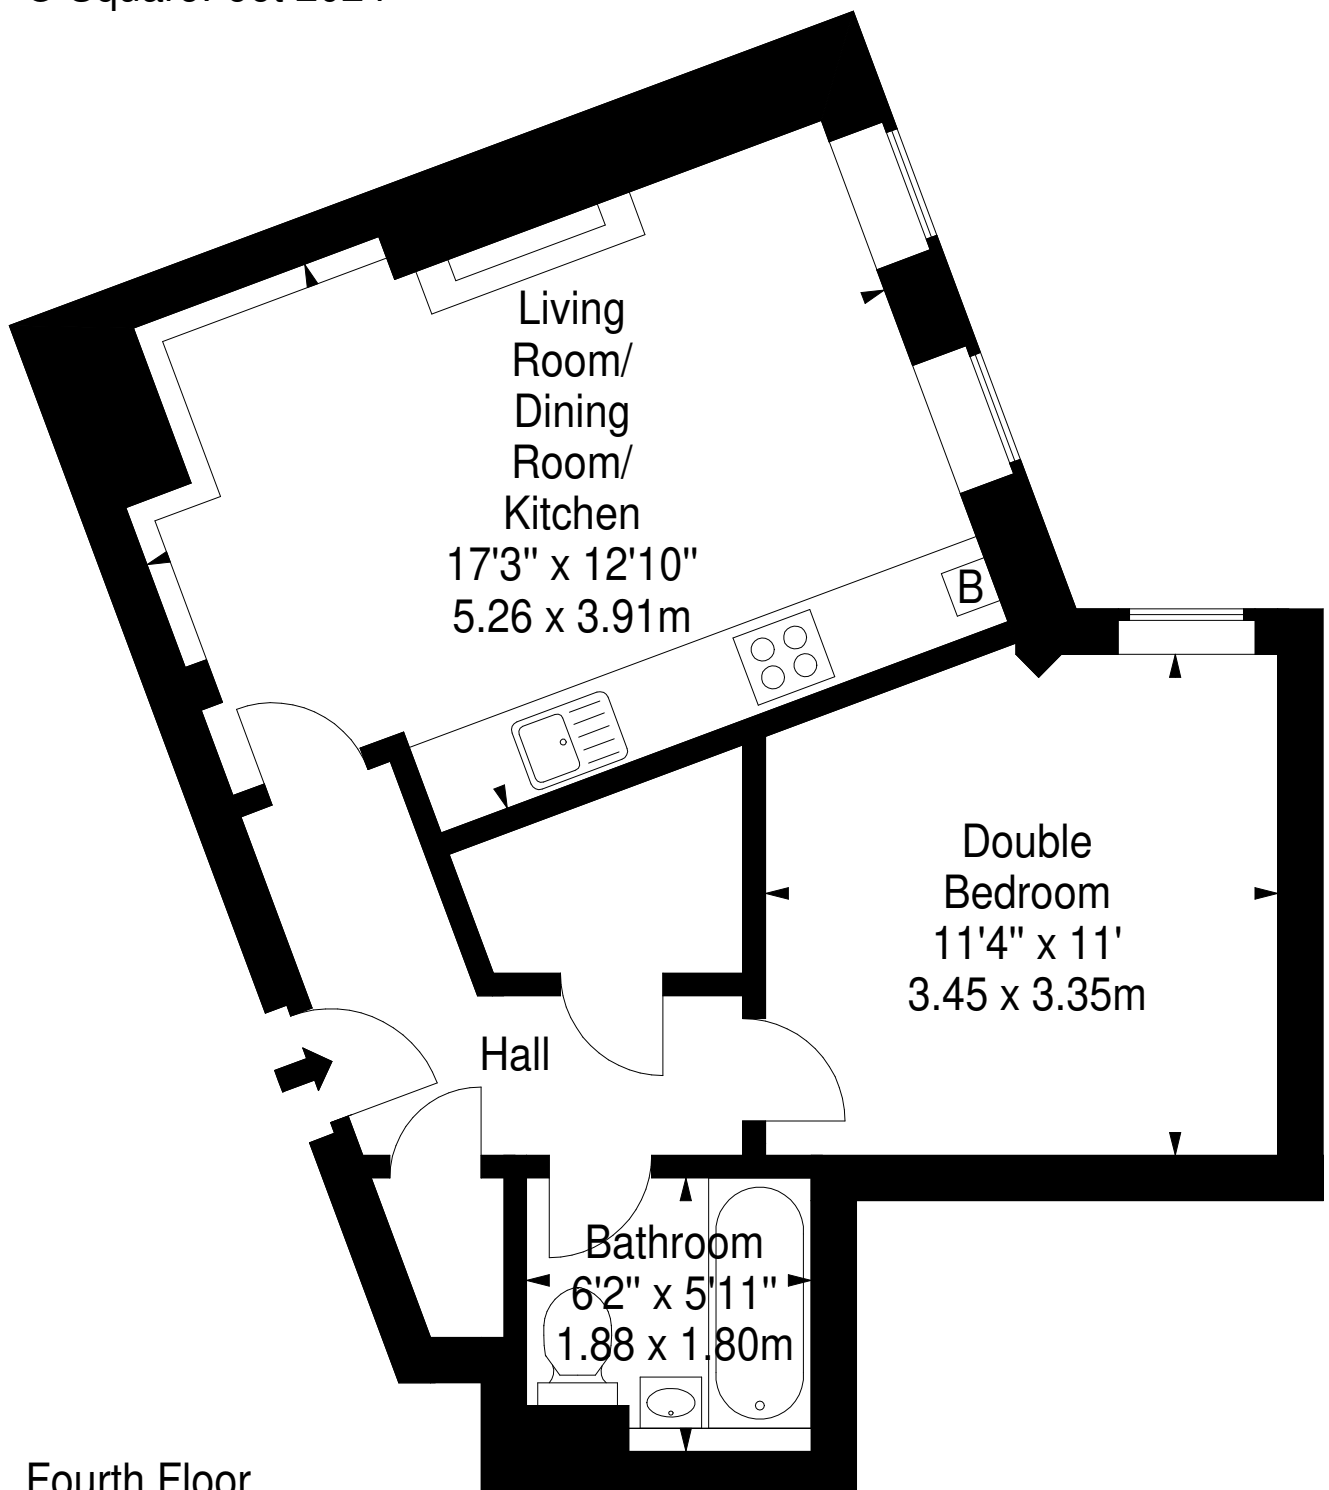 Living
Room/
Dining
Room/
Kitchen
17'3" x 12'10"
5.26 x 3.91m
B
Double
Bedroom
11'4" x 11'
3.45 x 3.35m
Hall
Bathroom
6'2" x 5'11"
1.88 x 1.80m
Fourth Floor